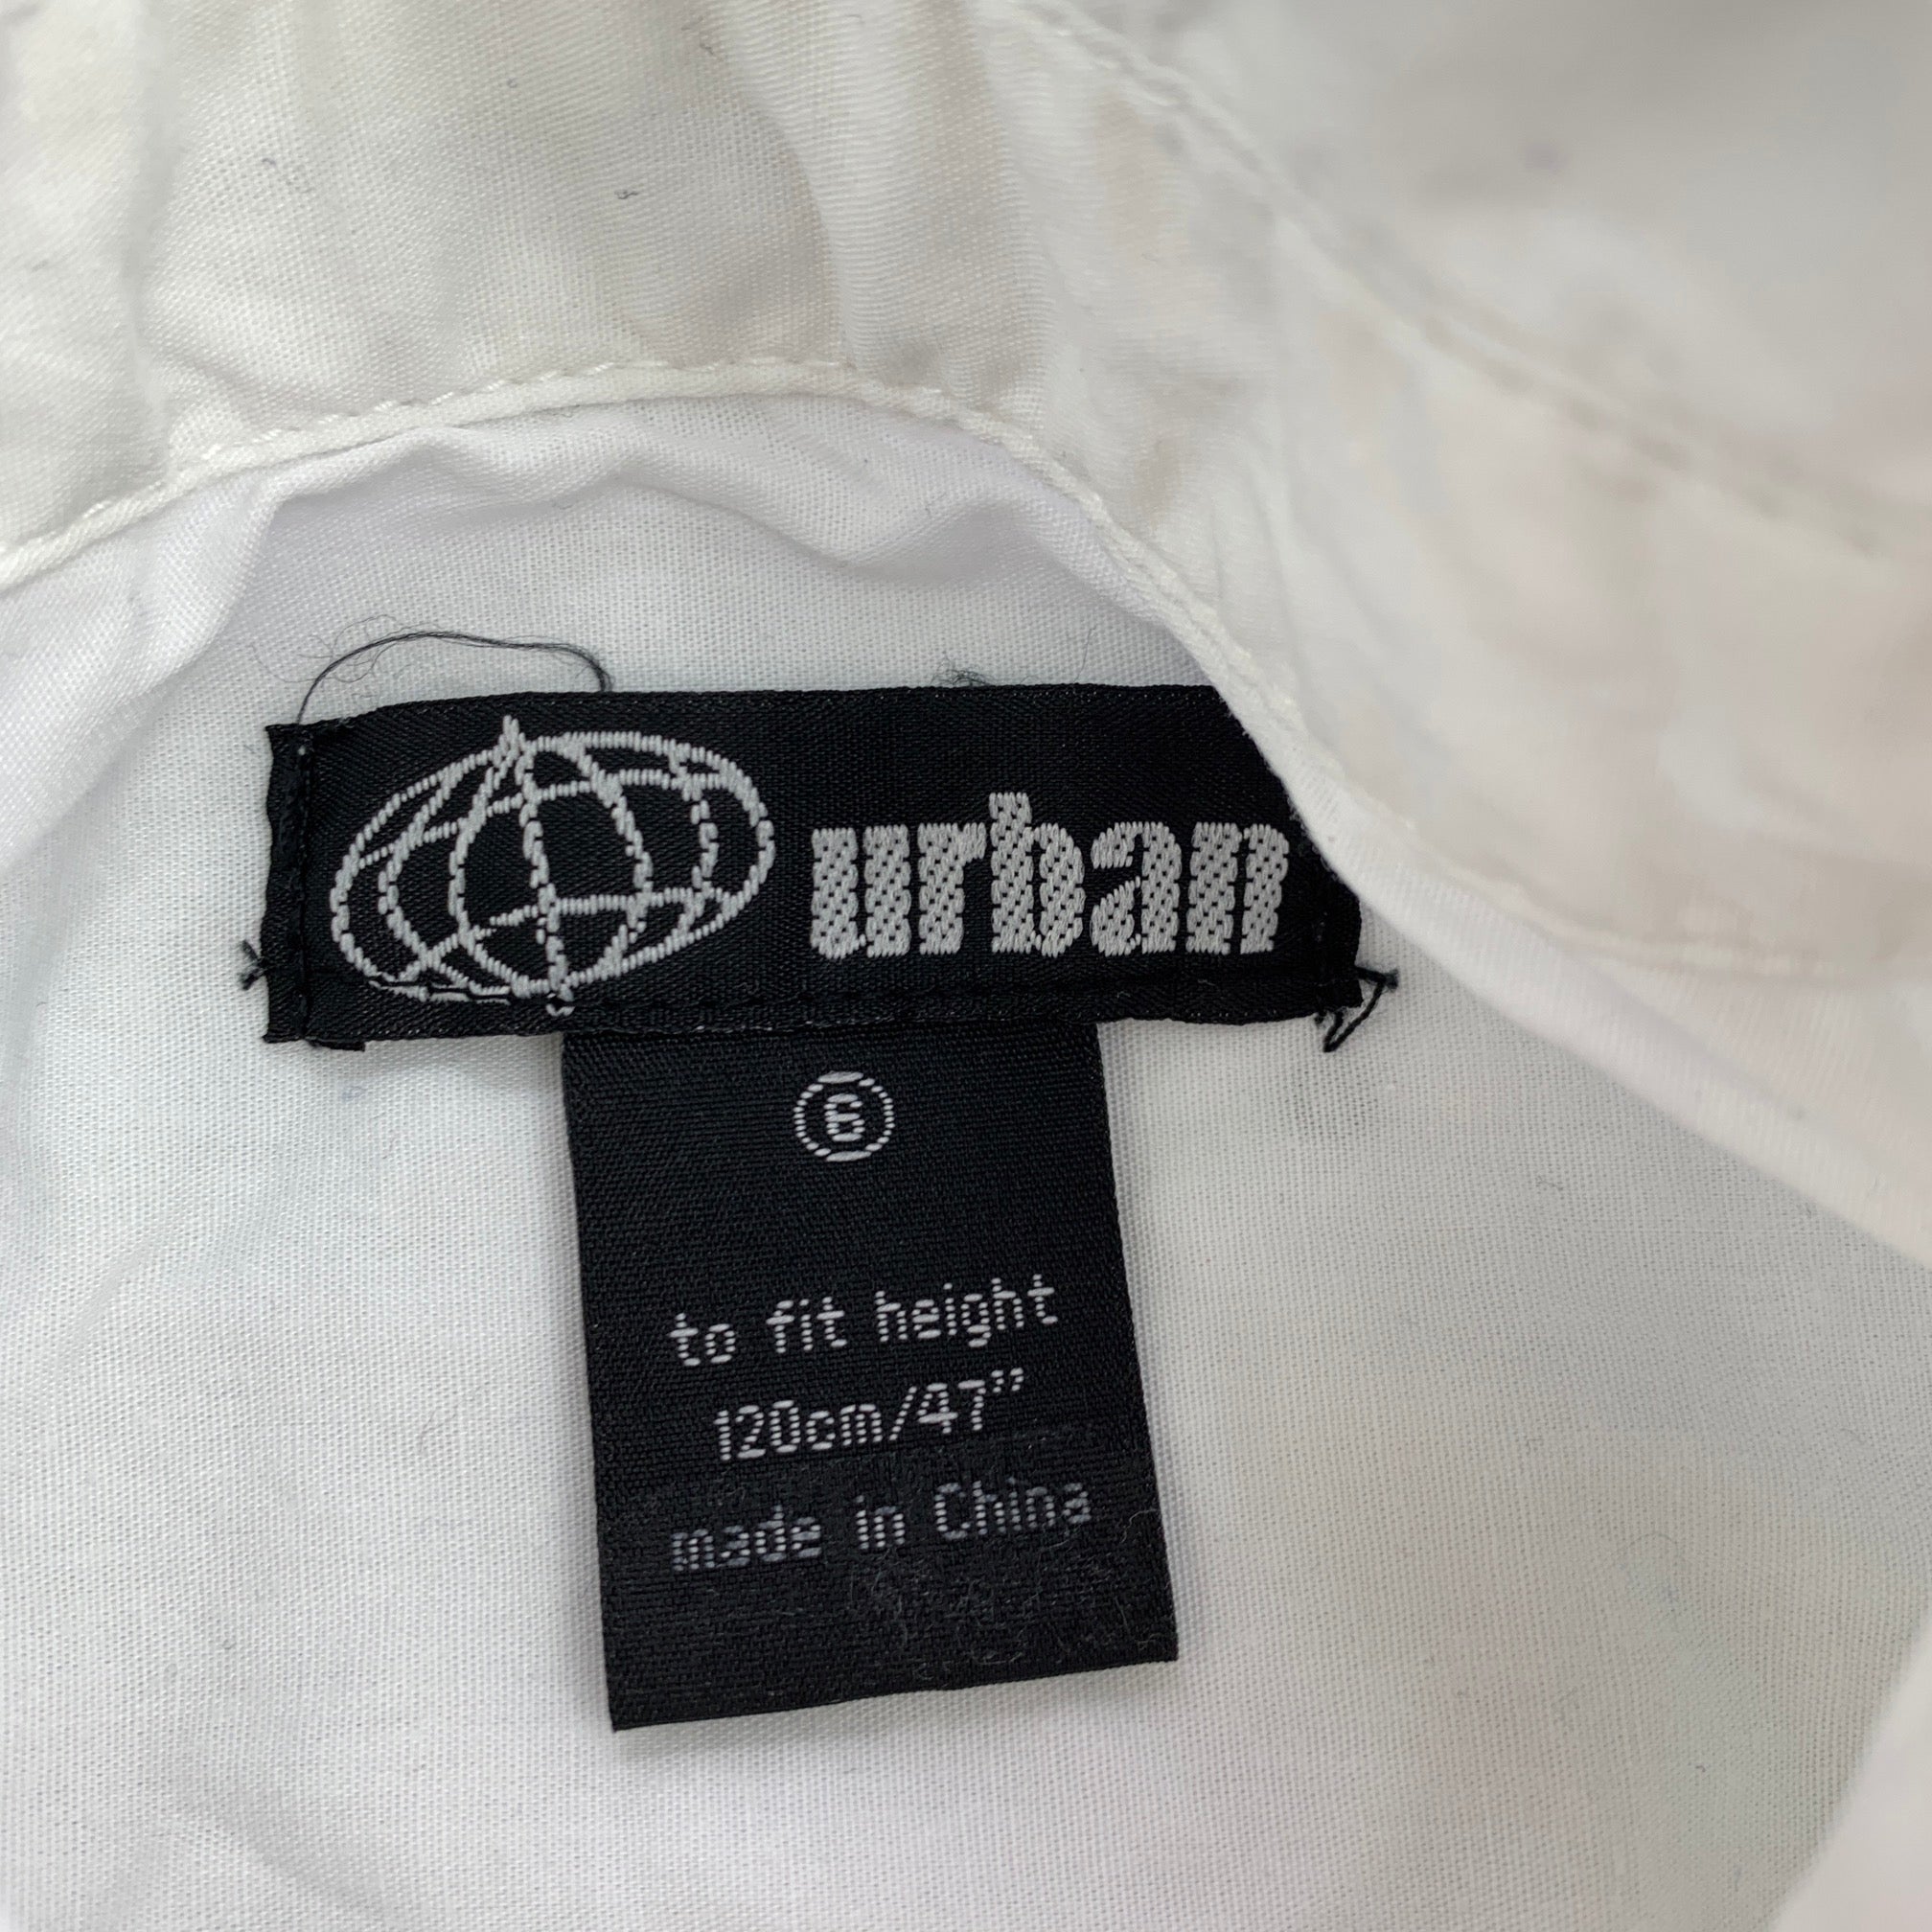 urban
6
to fit height
120cm/47”
made in China